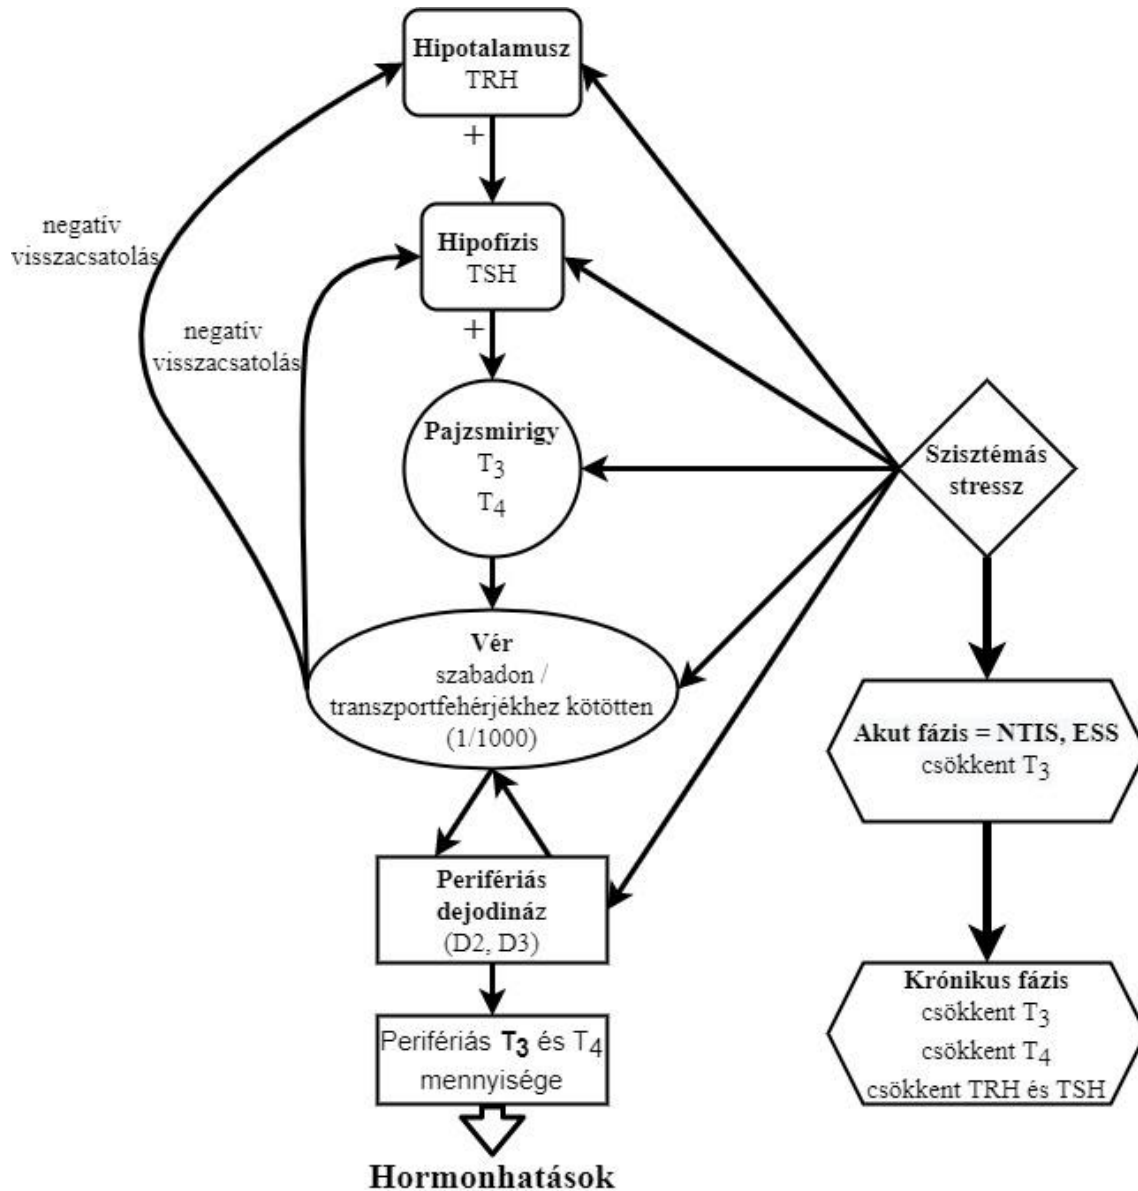 Hipotalamusz
TRH
+
negatív
visszacsatolás
Hipofízis
TSH
+
negatív
visszacsatolás
Pajzsmirigy
T3
T4
Szisztémás
stressz
Vér
szabadon /
transzportfehérjékhez kötötten
(1/1000)
Akut fázis = NTIS, ESS
csökkent T3
Perifériás
dejodináz
(D2, D3)
Krónikus fázis
csökkent T3
csökkent T4
csökkent TRH és TSH
Perifériás T3 és T4
mennyisége
Hormonhatások